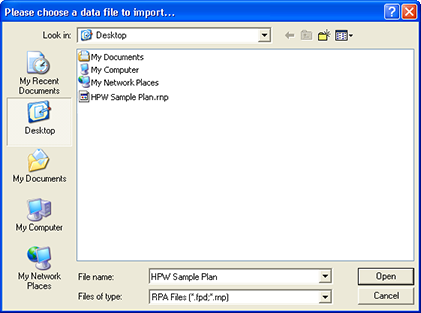 Please choose a data file to import...
Look in: Desktop
My Recent
Documents
Desktop
My Documents
My Computer
My Network
Places
My Documents
My Computer
My Network Places
HPW Sample Plan.rnp
File name: HPW Sample Plan Open
Files of type: RPA Files (*.fpd;*.rnp) Cancel